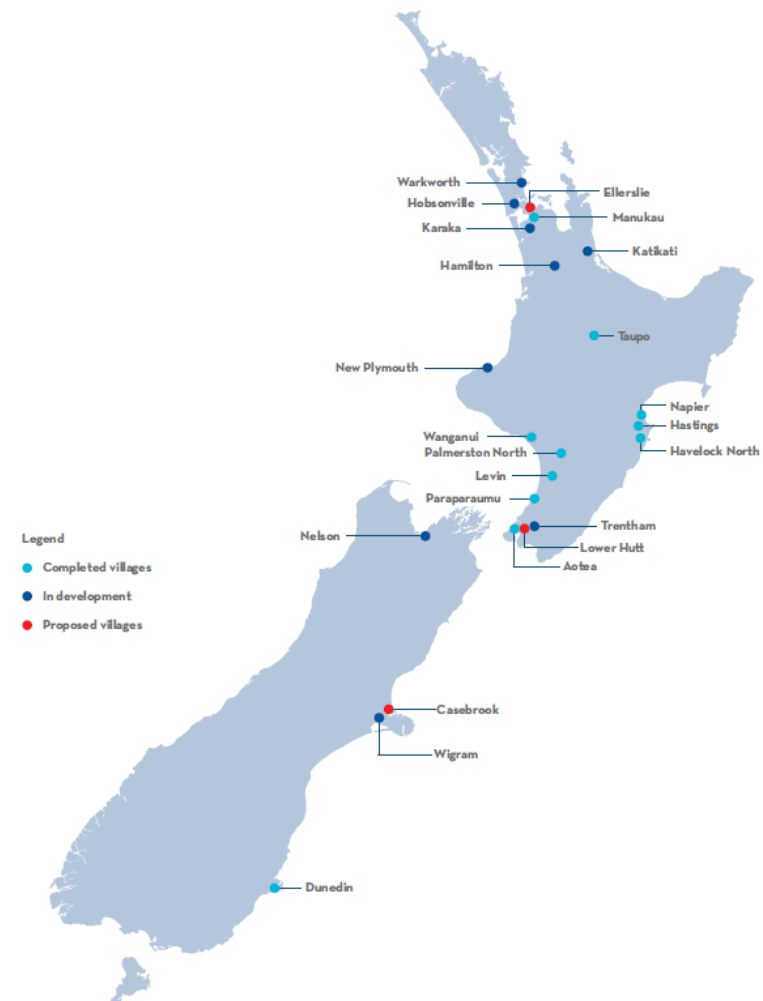 Warkworth
Ellerslie
Hobsonville
Manukau
Karaka
Katikati
Hamilton
Taupo
New Plymouth
Napier
Hastings
Wanganui
Havelock North
Palmerston North
Levin
Paraparaumu
Trentham
Nelson
Lower Hutt
Aotea
Legend
Completed villages
In development
Proposed villages
Casebrook
Wigram
Dunedin